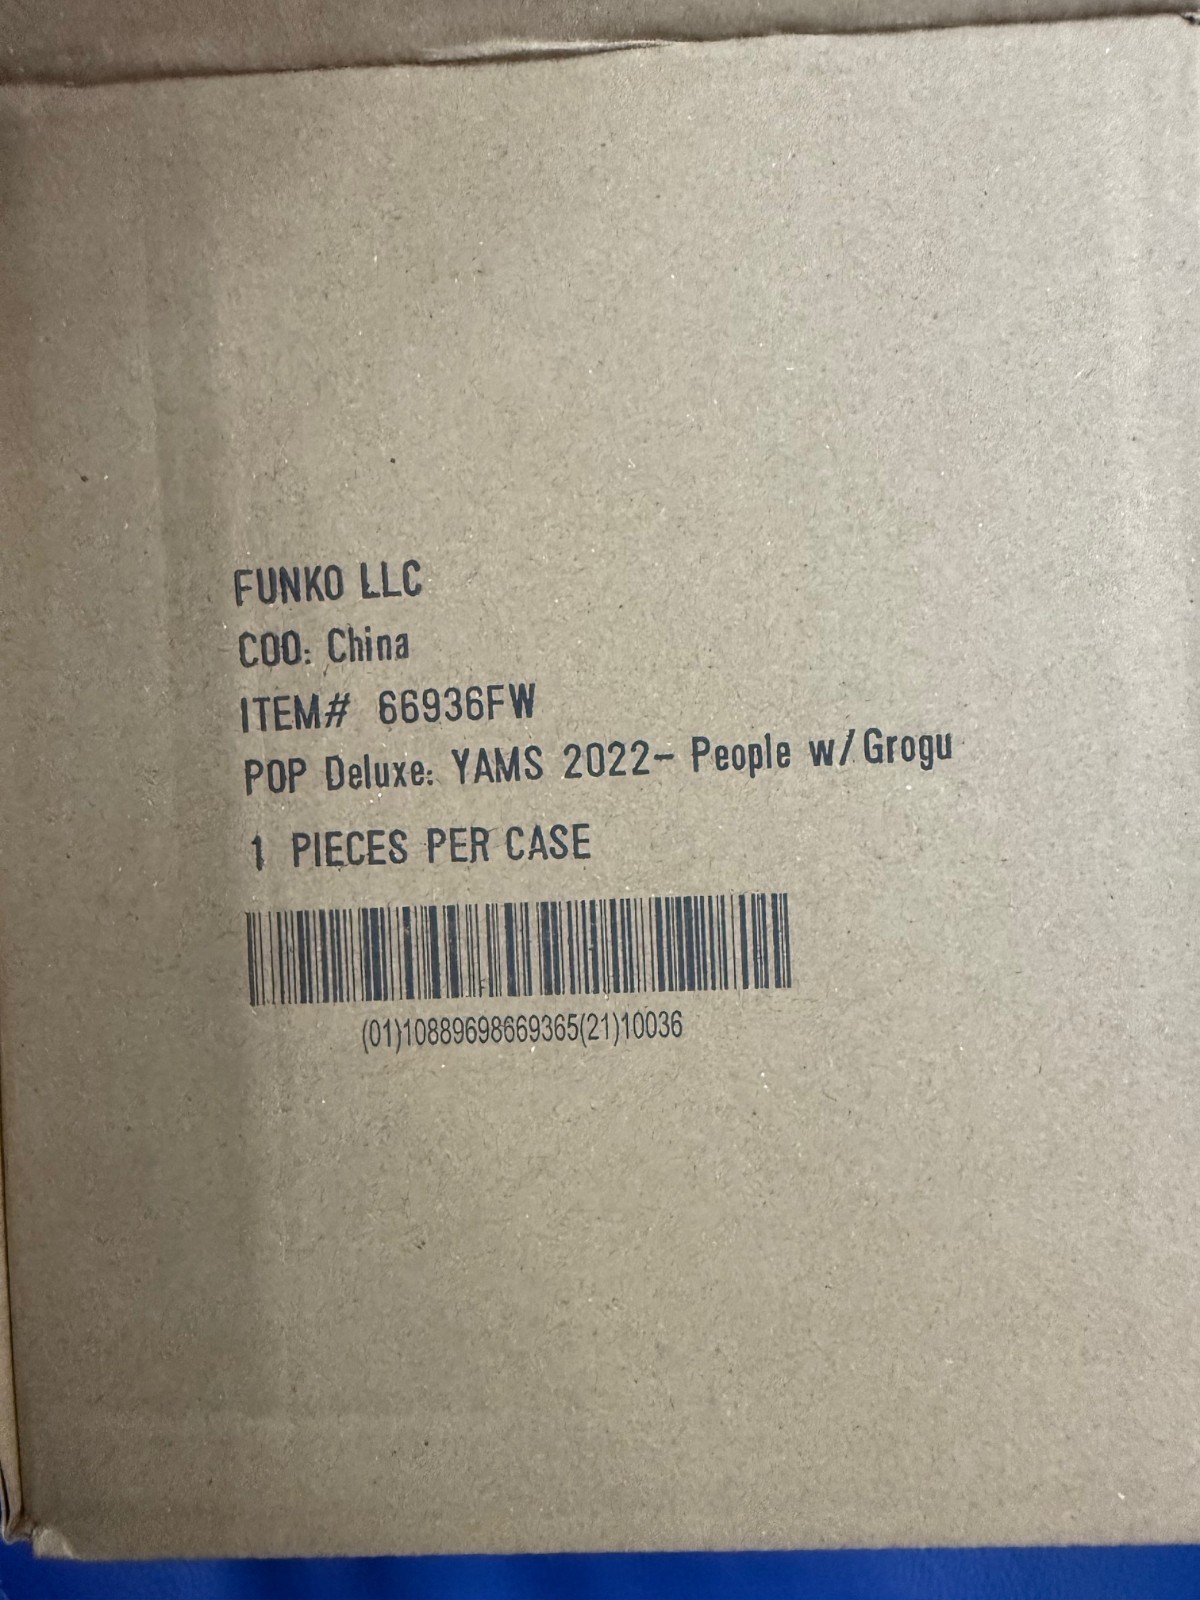 FUNKO LLC
COO: China
ITEM# 66936FW
POP Deluxe: YAMS 2022- People w/Grogu
1 PIECES PER CASE
(01)10889698669365(21)10036